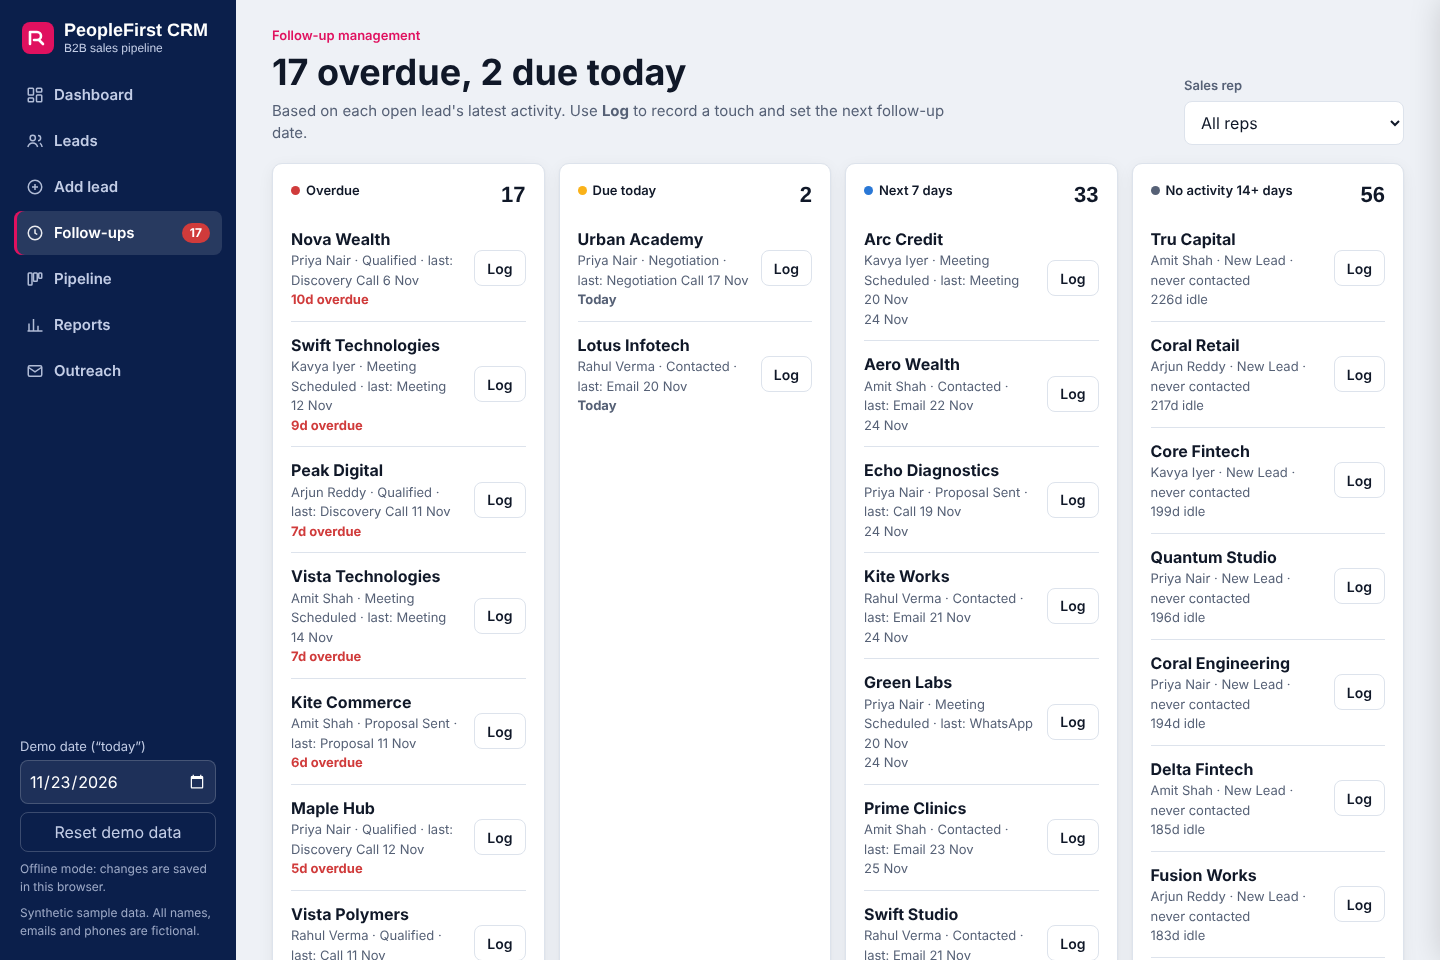 PeopleFirst CRM
B2B sales pipeline
Dashboard
Leads
Add lead
Follow-ups
17
Pipeline
Reports
Outreach
Demo date (“today”)
11/23/2026
Reset demo data
Offline mode: changes are saved
in this browser.
Synthetic sample data. All names,
emails and phones are fictional.
Follow-up management
17 overdue, 2 due today
Based on each open lead's latest activity. Use Log to record a touch and set the next follow-up
date.
Sales rep
All reps
Overdue
17
Nova Wealth
Priya Nair · Qualified · last:
Discovery Call 6 Nov
10d overdue
Log
Swift Technologies
Kavya Iyer · Meeting
Scheduled · last: Meeting
12 Nov
9d overdue
Log
Peak Digital
Arjun Reddy · Qualified ·
last: Discovery Call 11 Nov
7d overdue
Log
Vista Technologies
Amit Shah · Meeting
Scheduled · last: Meeting
14 Nov
7d overdue
Log
Kite Commerce
Amit Shah · Proposal Sent ·
last: Proposal 11 Nov
6d overdue
Log
Maple Hub
Priya Nair · Qualified · last:
Discovery Call 12 Nov
5d overdue
Log
Vista Polymers
Rahul Verma · Qualified ·
last: Call 11 Nov
Log
Due today
2
Urban Academy
Priya Nair · Negotiation ·
last: Negotiation Call 17 Nov
Today
Log
Lotus Infotech
Rahul Verma · Contacted ·
last: Email 20 Nov
Today
Log
Next 7 days
33
Arc Credit
Kavya Iyer · Meeting
Scheduled · last: Meeting
20 Nov
24 Nov
Log
Aero Wealth
Amit Shah · Contacted ·
last: Email 22 Nov
24 Nov
Log
Echo Diagnostics
Priya Nair · Proposal Sent ·
last: Call 19 Nov
24 Nov
Log
Kite Works
Rahul Verma · Contacted ·
last: Email 21 Nov
24 Nov
Log
Green Labs
Priya Nair · Meeting
Scheduled · last: WhatsApp
20 Nov
24 Nov
Log
Prime Clinics
Amit Shah · Contacted ·
last: Email 23 Nov
25 Nov
Log
Swift Studio
Rahul Verma · Contacted ·
last: Email 21 Nov
Log
No activity 14+ days
56
Tru Capital
Amit Shah · New Lead ·
never contacted
226d idle
Log
Coral Retail
Arjun Reddy · New Lead ·
never contacted
217d idle
Log
Core Fintech
Kavya Iyer · New Lead ·
never contacted
199d idle
Log
Quantum Studio
Priya Nair · New Lead ·
never contacted
196d idle
Log
Coral Engineering
Priya Nair · New Lead ·
never contacted
194d idle
Log
Delta Fintech
Amit Shah · New Lead ·
never contacted
185d idle
Log
Fusion Works
Arjun Reddy · New Lead ·
never contacted
183d idle
Log